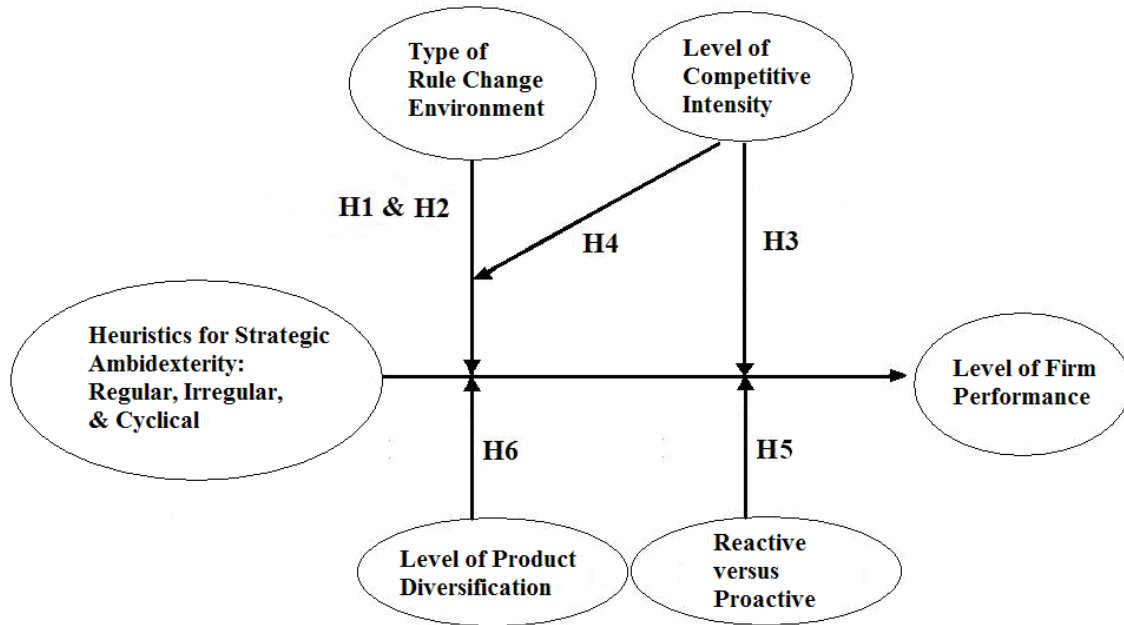 Type of
Rule Change
Environment
Level of
Competitive
Intensity
H1 & H2
H4
H3
Heuristics for Strategic
Ambidexterity:
Regular, Irregular,
& Cyclical
Level of Firm
Performance
H6
H5
Level of Product
Diversification
Reactive
versus
Proactive